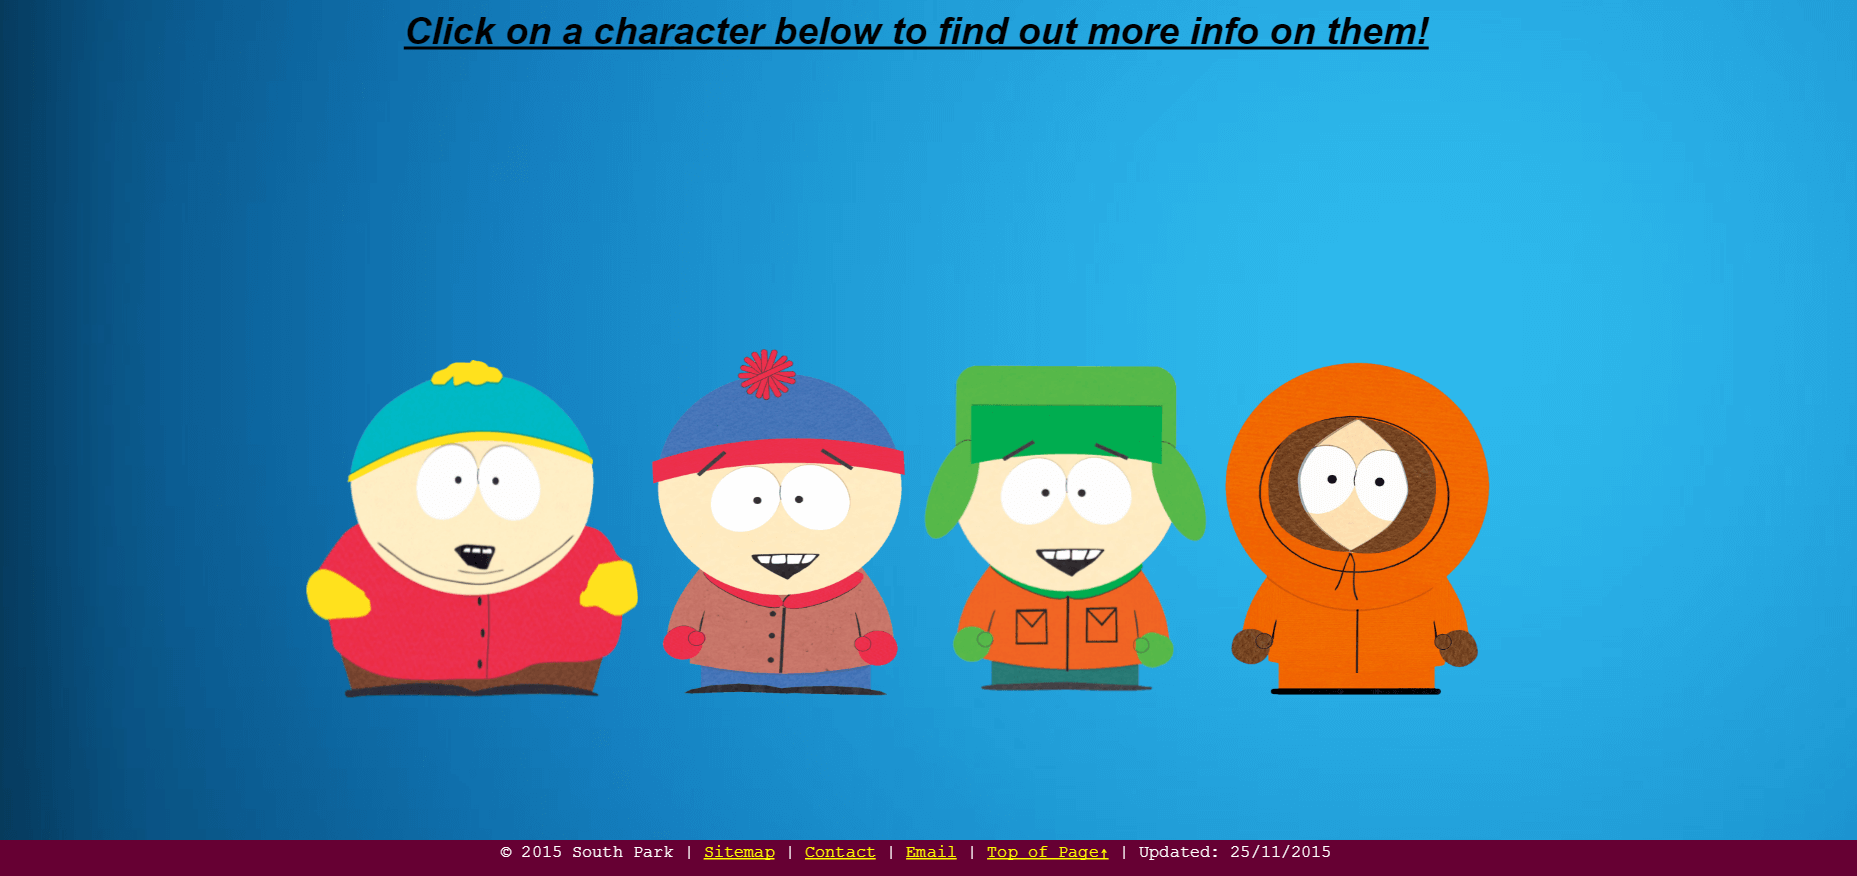 Click on a character below to find out more info on them!
© 2015 South Park | Sitemap | Contact | Email | Top of Page↑ | Updated: 25/11/2015